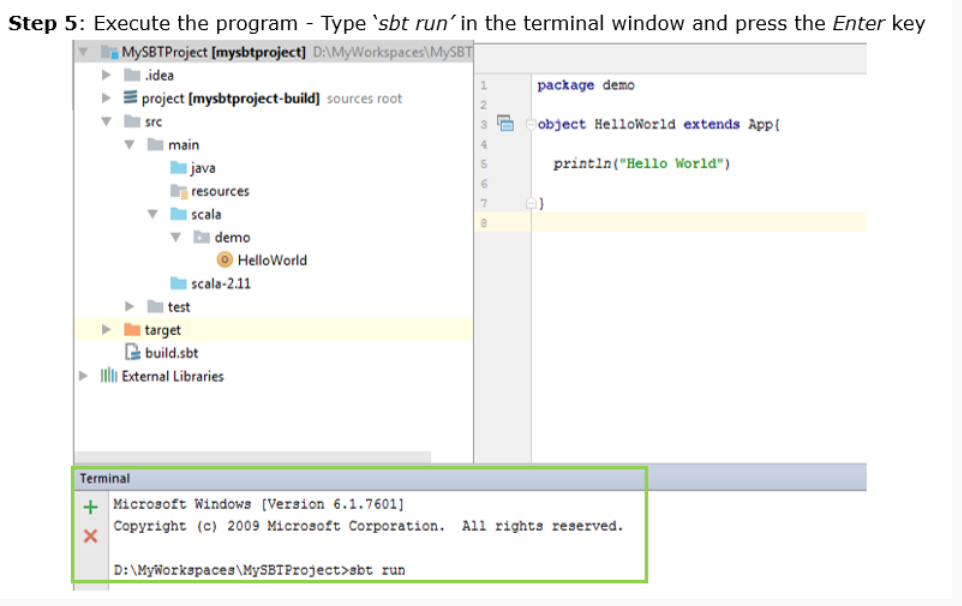 Step 5: Execute the program - Type ‘sbt run’ in the terminal window and press the Enter key
MySBTProject [mysbtproject] D:\MyWorkspaces\MySBT
.idea
project [mysbtproject-build] sources root
src
main
java
resources
scala
demo
HelloWorld
scala-2.11
test
target
build.sbt
External Libraries
1 package demo
2
3 object HelloWorld extends App{
4
5 println("Hello World")
6
7 }
8
Terminal
Microsoft Windows [Version 6.1.7601]
Copyright (c) 2009 Microsoft Corporation. All rights reserved.
D:\MyWorkspaces\MySBTProject>sbt run